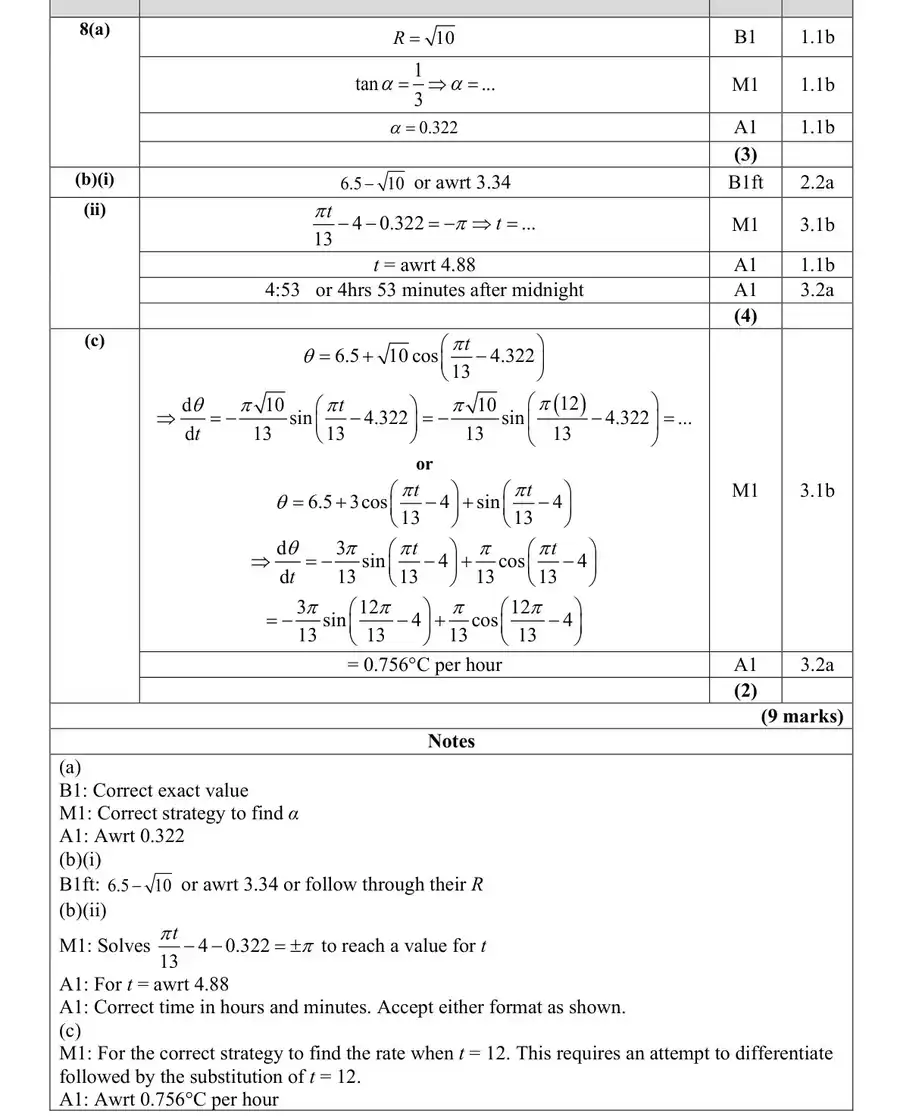 8(a) R = √10 B1 1.1b
tan α = 1/3 ⇒ α = ... M1 1.1b
α = 0.322 A1 1.1b
(3)
(b)(i) 6.5 − √10 or awrt 3.34 B1ft 2.2a
(ii) πt/13 − 4 − 0.322 = −π ⇒ t = ... M1 3.1b
t = awrt 4.88 A1 1.1b
4:53 or 4hrs 53 minutes after midnight A1 3.2a
(4)
(c) θ = 6.5 + √10 cos(πt/13 − 4.322)
⇒ dθ/dt = −π√10/13 sin(πt/13 − 4.322) = −π√10/13 sin(π(12)/13 − 4.322) = ...
or
θ = 6.5 + 3cos(πt/13 − 4) + sin(πt/13 − 4) M1 3.1b
⇒ dθ/dt = −3π/13 sin(πt/13 − 4) + π/13 cos(πt/13 − 4)
= −3π/13 sin(12π/13 − 4) + π/13 cos(12π/13 − 4)
= 0.756°C per hour A1 3.2a
(2)
(9 marks)
Notes
(a)
B1: Correct exact value
M1: Correct strategy to find α
A1: Awrt 0.322
(b)(i)
B1ft: 6.5 − √10 or awrt 3.34 or follow through their R
(b)(ii)
M1: Solves πt/13 − 4 − 0.322 = ±π to reach a value for t
A1: For t = awrt 4.88
A1: Correct time in hours and minutes. Accept either format as shown.
(c)
M1: For the correct strategy to find the rate when t = 12. This requires an attempt to differentiate
followed by the substitution of t = 12.
A1: Awrt 0.756°C per hour